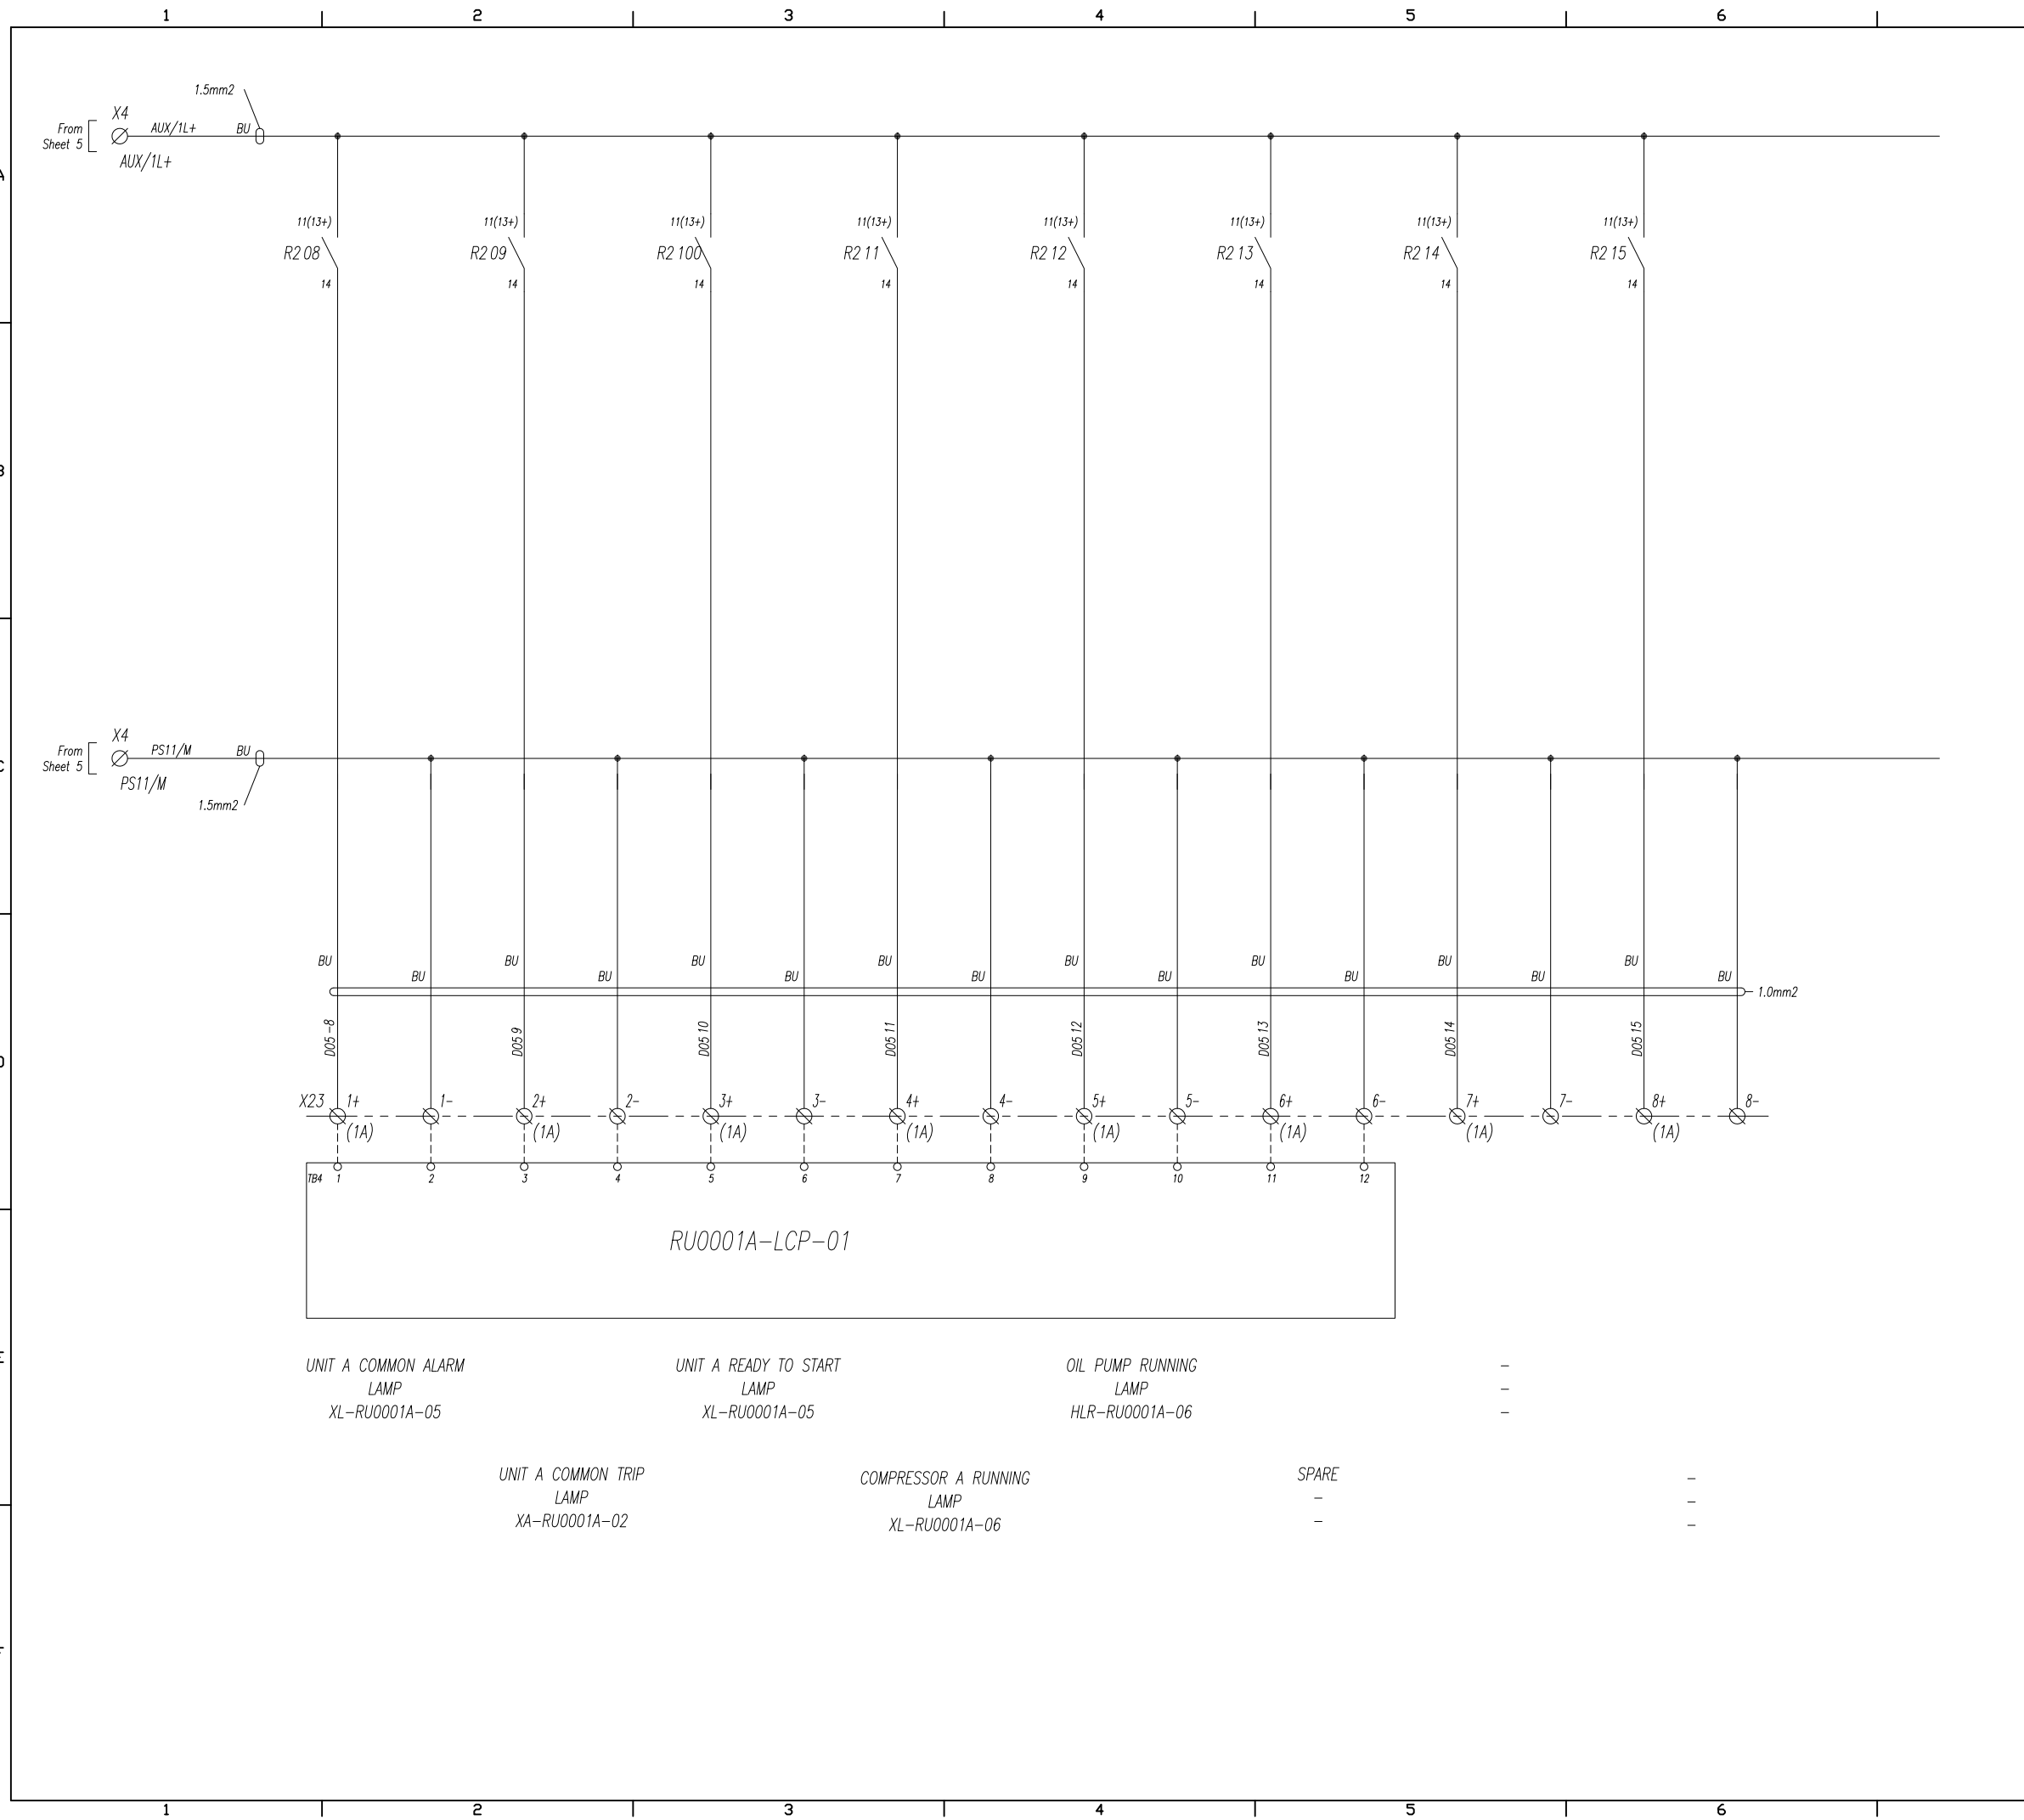 1 2 3 4 5 6
1.5mm2
X4
From
Sheet 5
AUX/1L+ BU
AUX/1L+
A
11(13+) 11(13+) 11(13+) 11(13+) 11(13+) 11(13+) 11(13+) 11(13+)
R2 08 R2 09 R2 100 R2 11 R2 12 R2 13 R2 14 R2 15
14 14 14 14 14 14 14 14
B
X4
From
Sheet 5
PS11/M BU
C
PS11/M
1.5mm2
BU BU BU BU BU BU BU BU
BU BU BU BU BU BU BU BU
1.0mm2
DO5 -8 DO5 9 DO5 10 DO5 11 DO5 12 DO5 13 DO5 14 DO5 15
D
X23 1+ 1- 2+ 2- 3+ 3- 4+ 4- 5+ 5- 6+ 6- 7+ 7- 8+ 8-
(1A) (1A) (1A) (1A) (1A) (1A) (1A) (1A)
TB4 1 2 3 4 5 6 7 8 9 10 11 12
RU0001A-LCP-01
E
UNIT A COMMON ALARM
LAMP
XL-RU0001A-05
UNIT A READY TO START
LAMP
XL-RU0001A-05
OIL PUMP RUNNING
LAMP
HLR-RU0001A-06
-
-
-
UNIT A COMMON TRIP
LAMP
XA-RU0001A-02
COMPRESSOR A RUNNING
LAMP
XL-RU0001A-06
SPARE
-
-
-
-
-
1 2 3 4 5 6